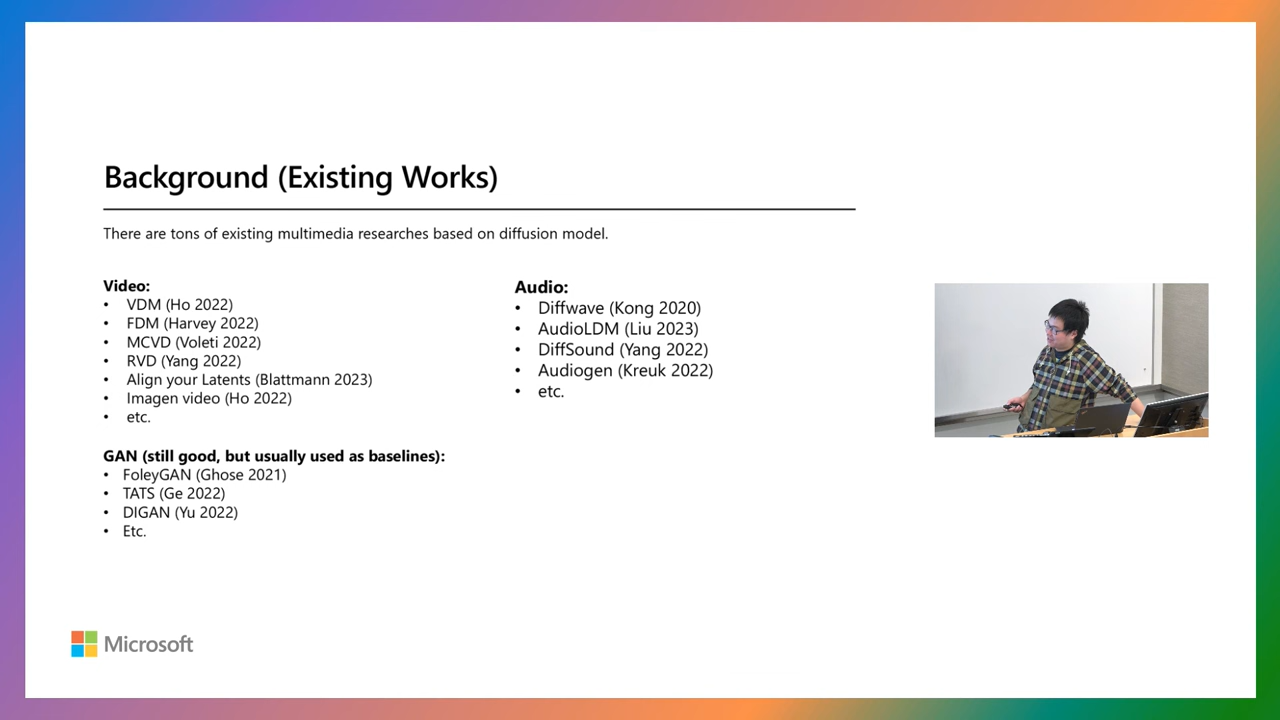 Background (Existing Works)
There are tons of existing multimedia researches based on diffusion model.
Video:
• VDM (Ho 2022)
• FDM (Harvey 2022)
• MCVD (Voleti 2022)
• RVD (Yang 2022)
• Align your Latents (Blattmann 2023)
• Imagen video (Ho 2022)
• etc.
GAN (still good, but usually used as baselines):
• FoleyGAN (Ghose 2021)
• TATS (Ge 2022)
• DIGAN (Yu 2022)
• Etc.
Audio:
• Diffwave (Kong 2020)
• AudioLDM (Liu 2023)
• DiffSound (Yang 2022)
• Audiogen (Kreuk 2022)
• etc.
Microsoft